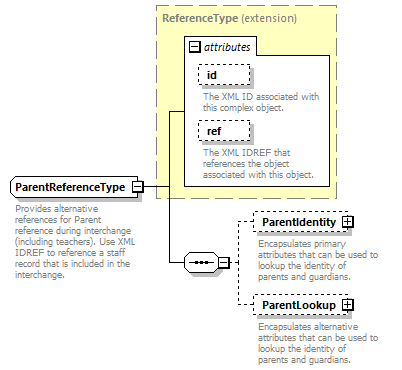 ReferenceType (extension)
attributes
id
The XML ID associated with
this complex object.
ref
The XML IDREF that
references the object
associated with this object.
ParentReferenceType
Provides alternative
references for Parent
reference during interchange
(including teachers). Use XML
IDREF to reference a staff
record that is included in the
interchange.
ParentIdentity
Encapsulates primary
attributes that can be used to
lookup the identity of
parents and guardians.
ParentLookup
Encapsulates alternative
attributes that can be used to
lookup the identity of
parents and guardians.